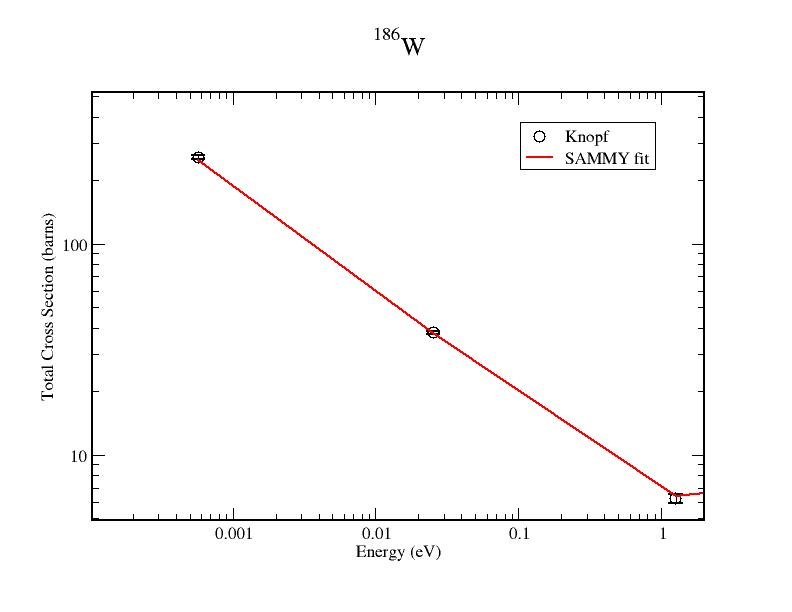 186W
Knopf
SAMMY fit
Total Cross Section (barns)
100
10
0.001
0.01
0.1
1
Energy (eV)